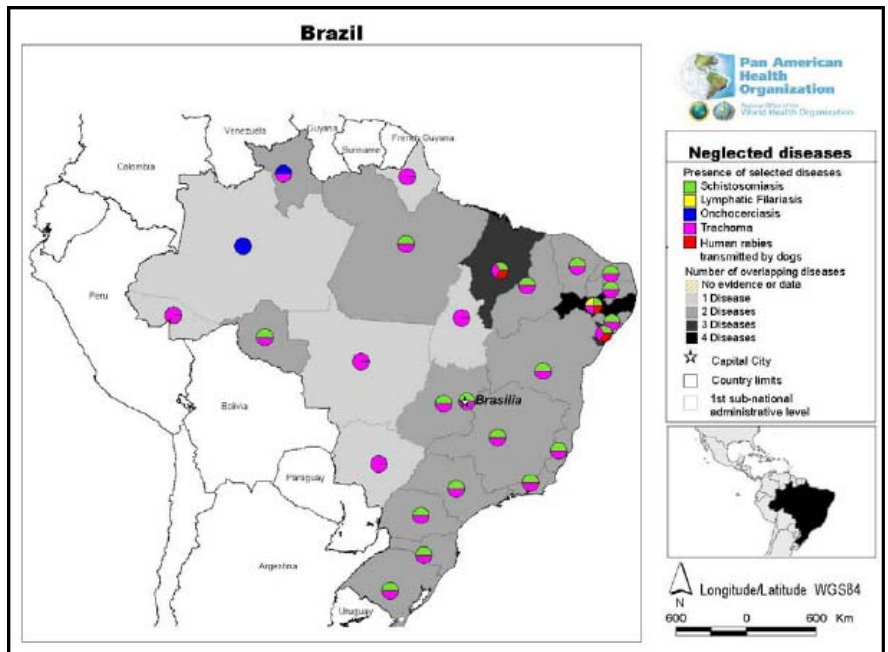 Brazil
Pan American
Health
Organization
Regional Office of the
World Health Organization
Venezuela
Guyana
Suriname
French Guyana
Colombia
Peru
Bolivia
Brasilia
Paraguay
Argentina
Uruguay
Neglected diseases
Presence of selected diseases
Schistosomiasis
Lymphatic Filariasis
Onchocerciasis
Trachoma
Human rabies
transmitted by dogs
Number of overlapping diseases
No evidence or data
1 Disease
2 Diseases
3 Diseases
4 Diseases
Capital City
Country limits
1st sub-national
administrative level
N
Longitude/Latitude WGS84
600 0 600 Km